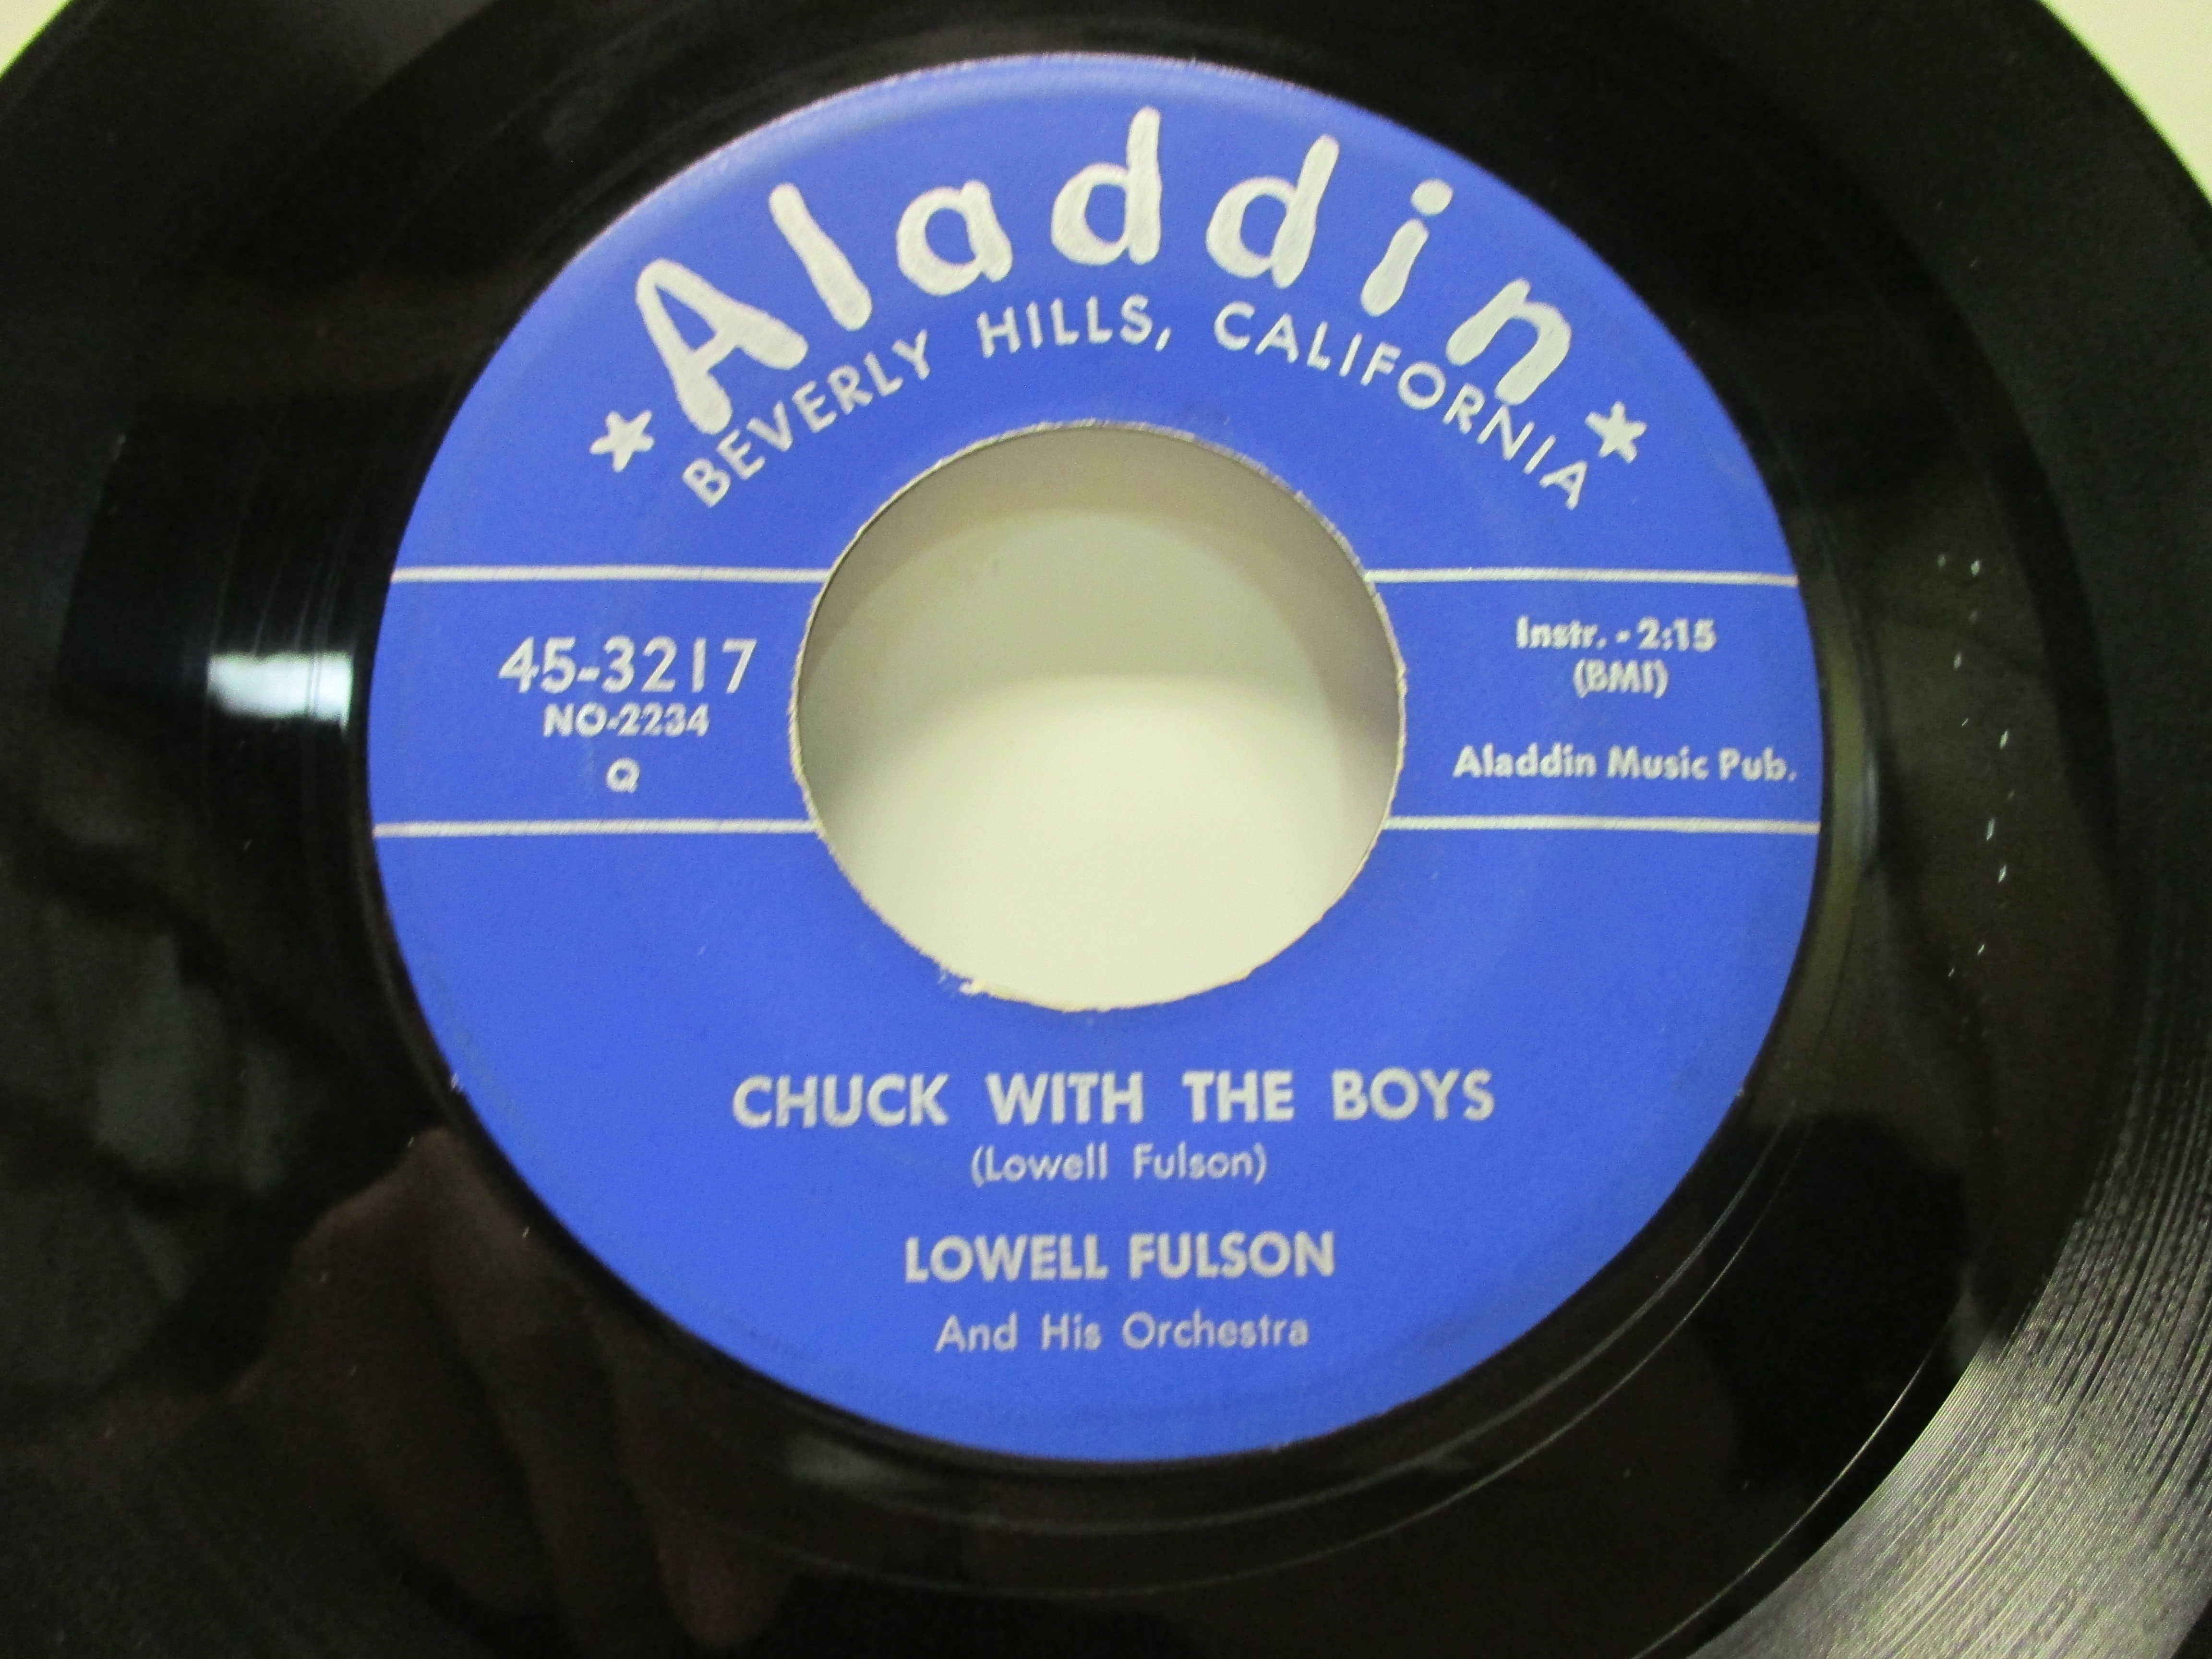 Aladdin
BEVERLY HILLS, CALIFORNIA
45-3217
NO-2234
Q
Instr. - 2:15
(BMI)
Aladdin Music Pub.
CHUCK WITH THE BOYS
(Lowell Fulson)
LOWELL FULSON
And His Orchestra